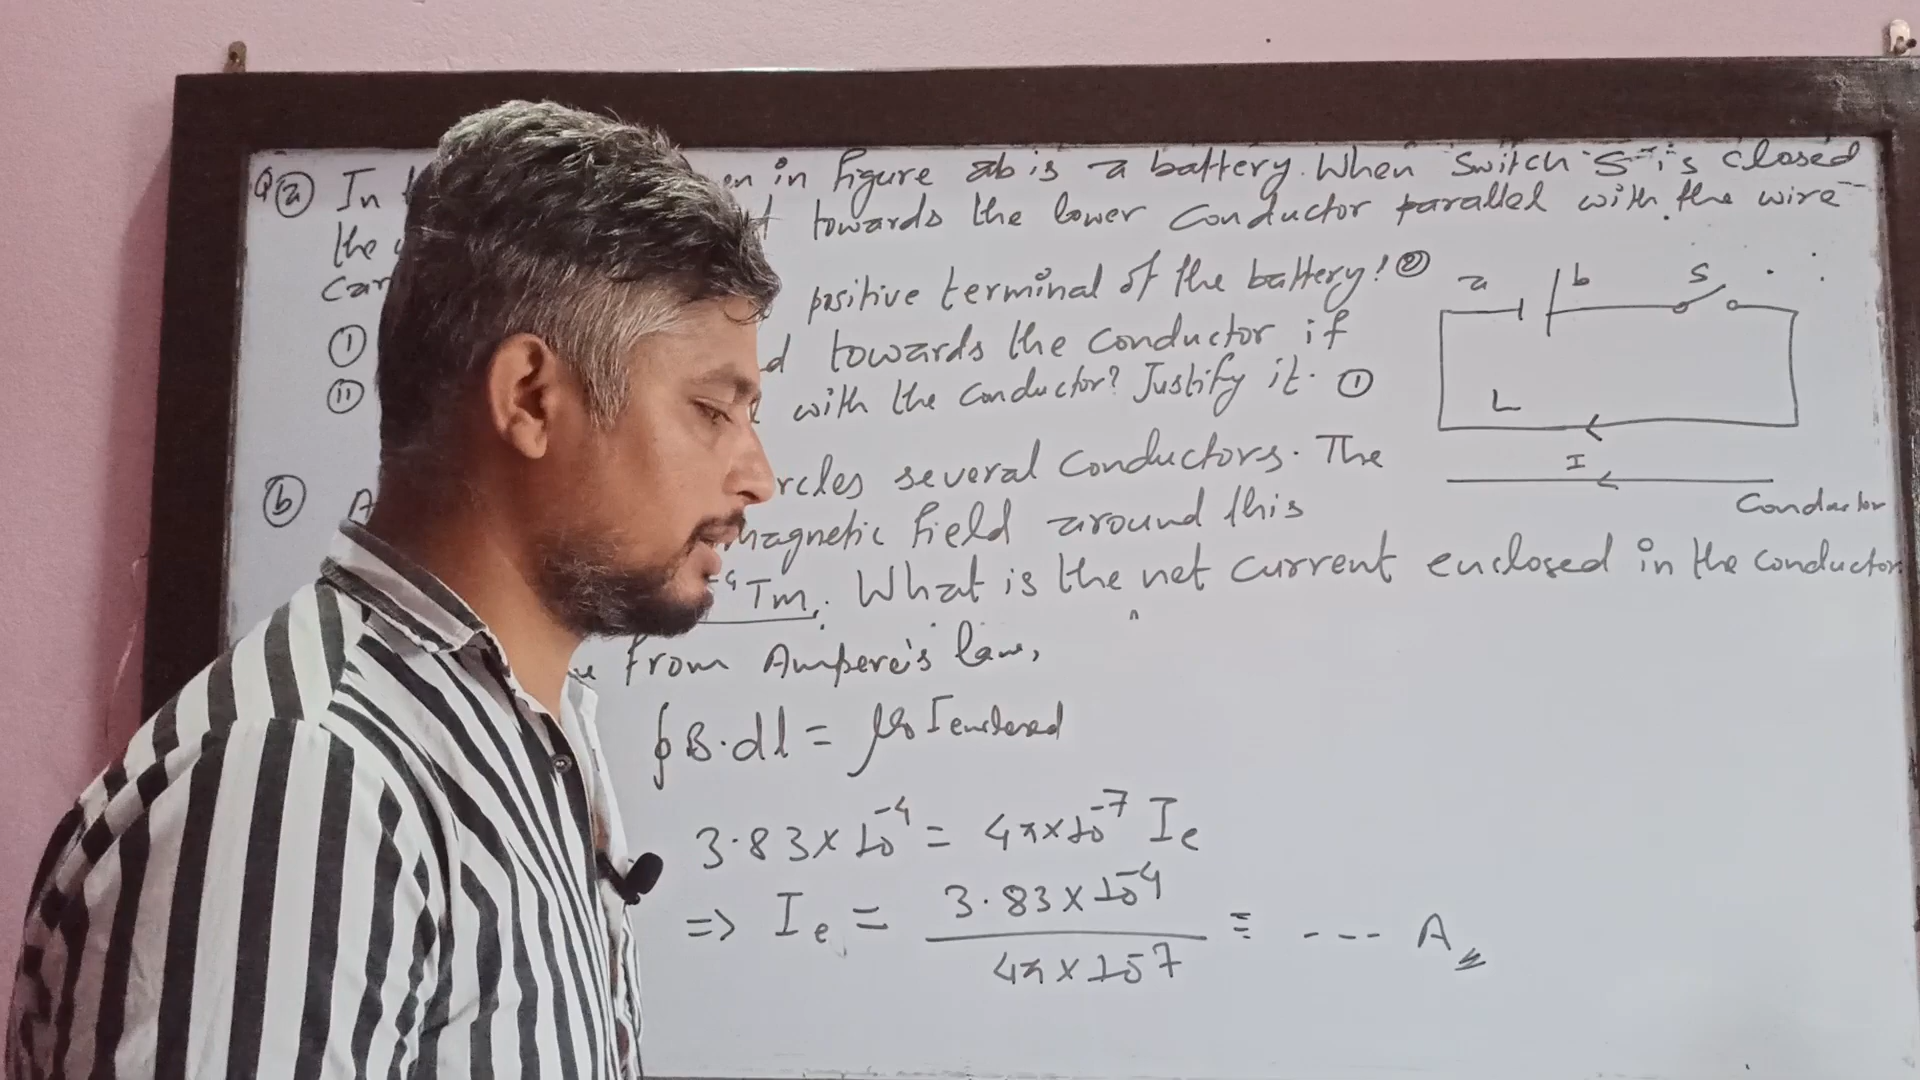 Q (a) In en in figure ab is a battery. When switch 'S' is closed
the towards the lower conductor parallel with the wire
Car positive terminal of the battery? (2)
(i) d towards the conductor if
(ii) with the conductor? Justify it. (1)
a b S
L
I
Conductor
(b) A rcles several conductors. The
magnetic field around this
Tm. What is the net current enclosed in the conductor
from Ampere's law,
∮B.dl = μ₀ I enclosed
3.83 x 10⁻⁴ = 4π x 10⁻⁷ Ie
=> Ie = 3.83 x 10⁻⁴ / 4π x 10⁻⁷ = --- A